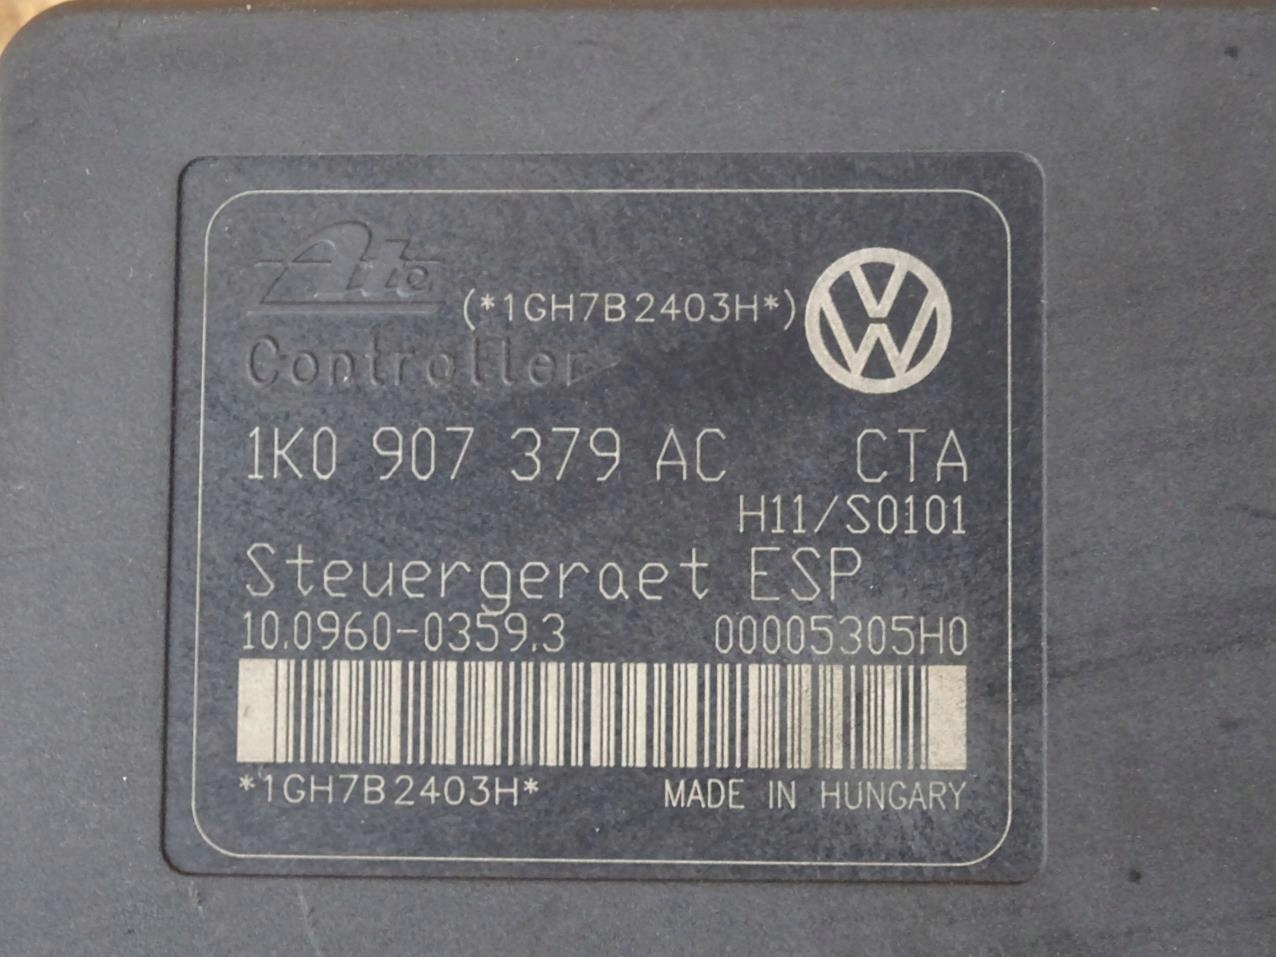 Ate
(*1GH7B2403H*)
Controller
1K0 907 379 AC CTA
H11/S0101
Steuergeraet ESP
10.0960-0359.3 00005305H0
*1GH7B2403H* MADE IN HUNGARY